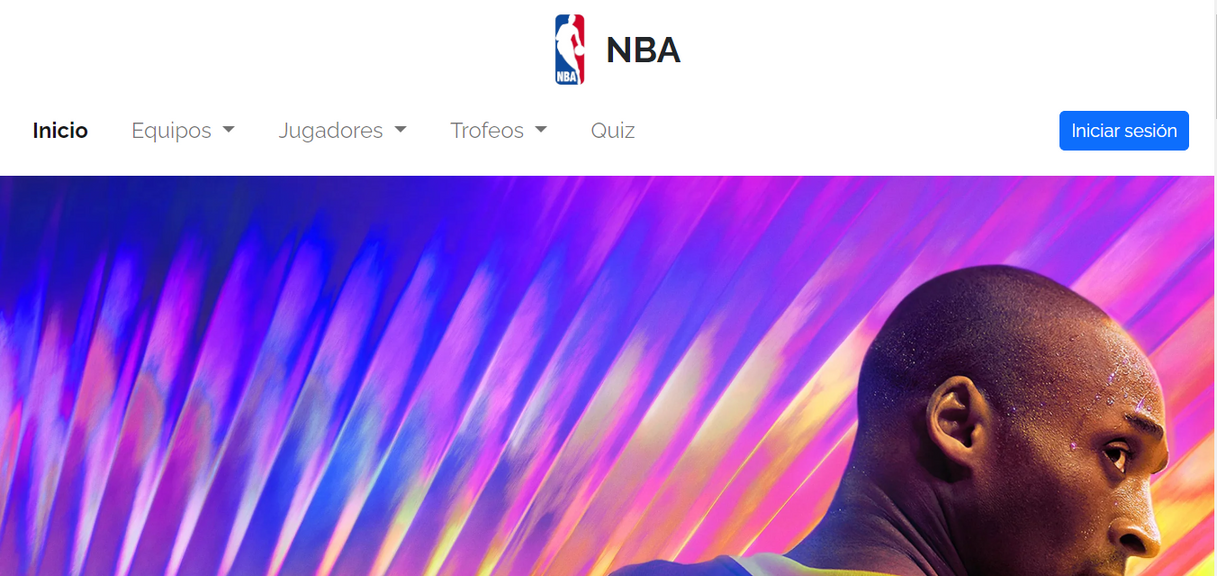 NBA
NBA
Inicio Equipos Jugadores Trofeos Quiz Iniciar sesión